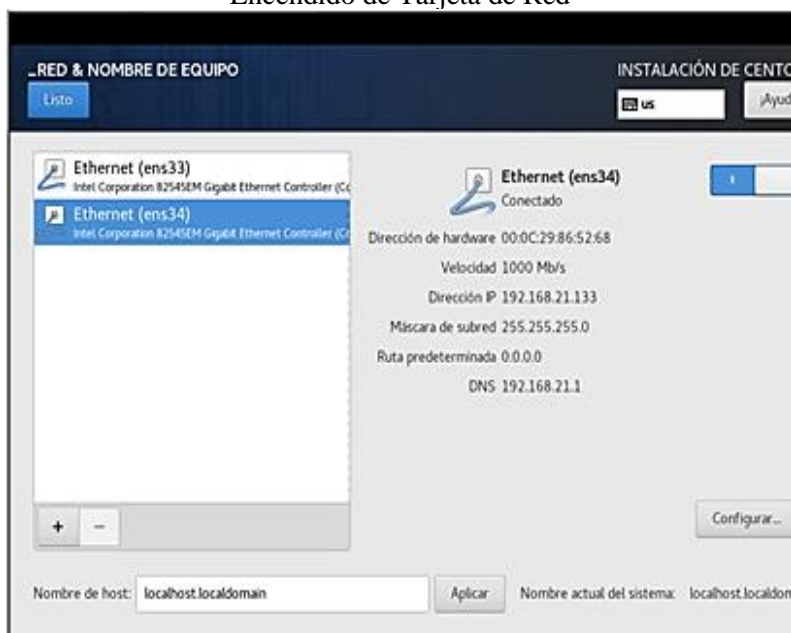 Encendido de Tarjeta de Red
RED & NOMBRE DE EQUIPO
INSTALACIÓN DE CENTO
Listo
us
¡Ayud
Ethernet (ens33)
Intel Corporation 82545EM Gigabit Ethernet Controller (Co
Ethernet (ens34)
Intel Corporation 82545EM Gigabit Ethernet Controller (Co
Ethernet (ens34)
Conectado
Dirección de hardware 00:0C:29:86:52:68
Velocidad 1000 Mb/s
Dirección IP 192.168.21.133
Máscara de subred 255.255.255.0
Ruta predeterminada 0.0.0.0
DNS 192.168.21.1
+ −
Configurar...
Nombre de host: localhost.localdomain Aplicar Nombre actual del sistema: localhost.localdom